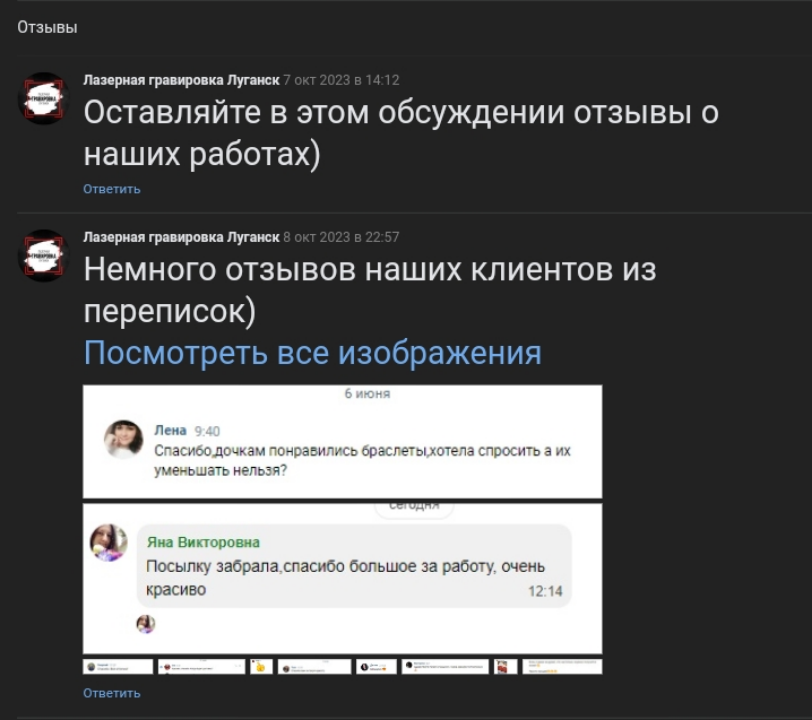 Отзывы
Лазерная гравировка Луганск 7 окт 2023 в 14:12
Оставляйте в этом обсуждении отзывы о
наших работах)
Ответить
Лазерная гравировка Луганск 8 окт 2023 в 22:57
Немного отзывов наших клиентов из
переписок)
Посмотреть все изображения
6 июня
Лена 9:40
Спасибо,дочкам понравились браслеты,хотела спросить а их
уменьшать нельзя?
сегодня
Яна Викторовна
Посылку забрала,спасибо большое за работу, очень
красиво
12:14
Ответить